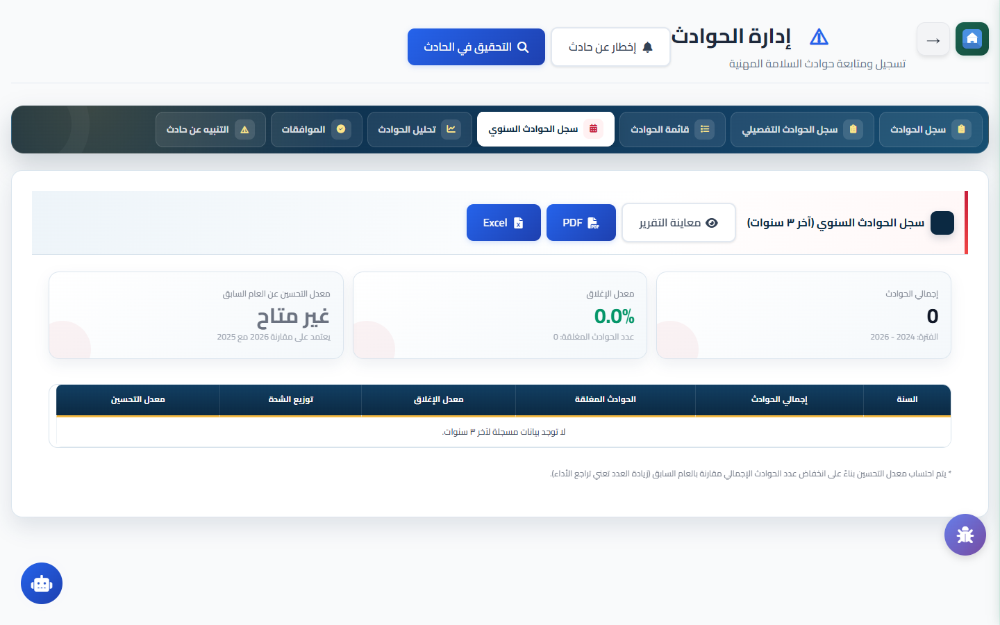 إدارة الحوادث
تسجيل ومتابعة حوادث السلامة المهنية
إخطار عن حادث
التحقيق في الحادث
سجل الحوادث
سجل الحوادث التفصيلي
قائمة الحوادث
سجل الحوادث السنوي
تحليل الحوادث
الموافقات
التنبيه عن حادث
سجل الحوادث السنوي (آخر ٣ سنوات)
معاينة التقرير
PDF
Excel
إجمالي الحوادث
0
الفترة: 2024 - 2026
معدل الإغلاق
0.0%
عدد الحوادث المغلقة: 0
معدل التحسين عن العام السابق
غير متاح
يعتمد على مقارنة 2026 مع 2025
السنة إجمالي الحوادث الحوادث المغلقة معدل الإغلاق توزيع الشدة معدل التحسين
لا توجد بيانات مسجلة لآخر ٣ سنوات.
* يتم احتساب معدل التحسين بناءً على انخفاض عدد الحوادث الإجمالي مقارنة بالعام السابق (زيادة العدد تعني تراجع الأداء).